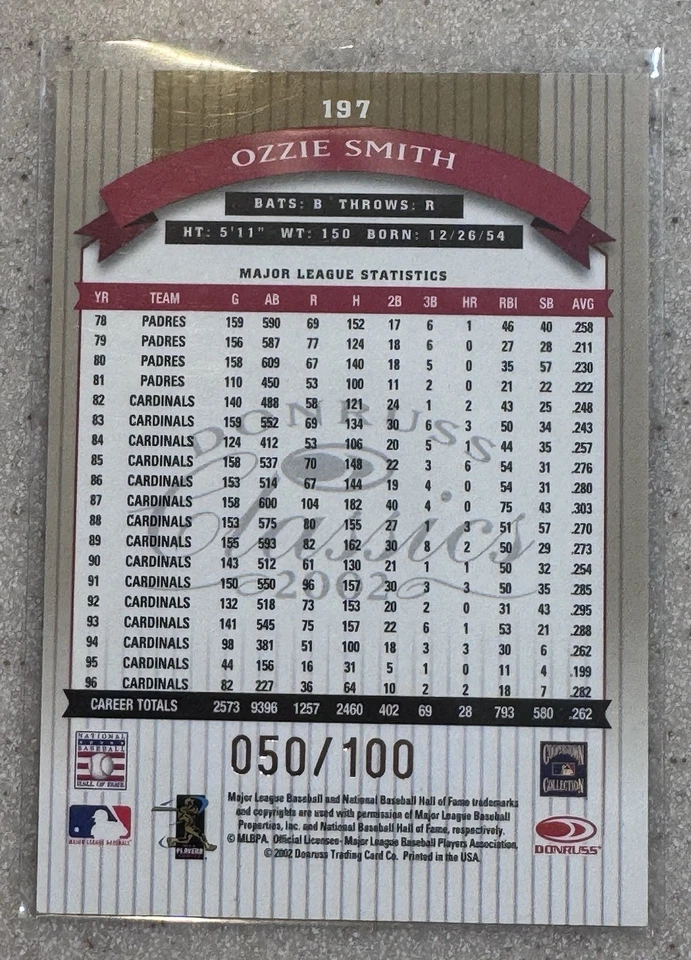 197
OZZIE SMITH
BATS: B THROWS: R
HT: 5'11" WT: 150 BORN: 12/26/54
MAJOR LEAGUE STATISTICS
YR TEAM G AB R H 2B 3B HR RBI SB AVG
78 PADRES 159 590 69 152 17 6 1 46 40 .258
79 PADRES 156 587 77 124 18 6 0 27 28 .211
80 PADRES 158 609 67 140 18 5 0 35 57 .230
81 PADRES 110 450 53 100 11 2 0 21 22 .222
82 CARDINALS 140 488 58 121 24 1 2 43 25 .248
83 CARDINALS 159 552 69 134 30 6 3 50 34 .243
84 CARDINALS 124 412 53 106 20 5 1 44 35 .257
85 CARDINALS 158 537 70 148 22 3 6 54 31 .276
86 CARDINALS 153 514 67 144 19 4 0 54 31 .280
87 CARDINALS 158 600 104 182 40 4 0 75 43 .303
88 CARDINALS 153 575 80 155 27 1 3 51 57 .270
89 CARDINALS 155 593 82 162 30 8 2 50 29 .273
90 CARDINALS 143 512 61 130 21 1 1 50 32 .254
91 CARDINALS 150 550 96 157 30 3 3 50 35 .285
92 CARDINALS 132 518 73 153 20 2 0 31 43 .295
93 CARDINALS 141 545 75 157 22 6 1 53 21 .288
94 CARDINALS 98 381 51 100 18 3 3 30 6 .262
95 CARDINALS 44 156 16 31 5 1 0 11 4 .199
96 CARDINALS 82 227 36 64 10 2 2 18 7 .282
CAREER TOTALS 2573 9396 1257 2460 402 69 28 793 580 .262
DONRUSS
Classics
2002
NATIONAL
BASEBALL
HALL OF FAME
050/100
COOPERSTOWN
COLLECTION
MAJOR LEAGUE BASEBALL
PLAYERS
Major League Baseball and National Baseball Hall of Fame trademarks
and copyrights are used with permission of Major League Baseball
Properties, Inc. and National Baseball Hall of Fame, respectively.
© MLBPA. Official Licensee- Major League Baseball Players Association.
© 2002 Donruss Trading Card Co. Printed in the USA.
DONRUSS